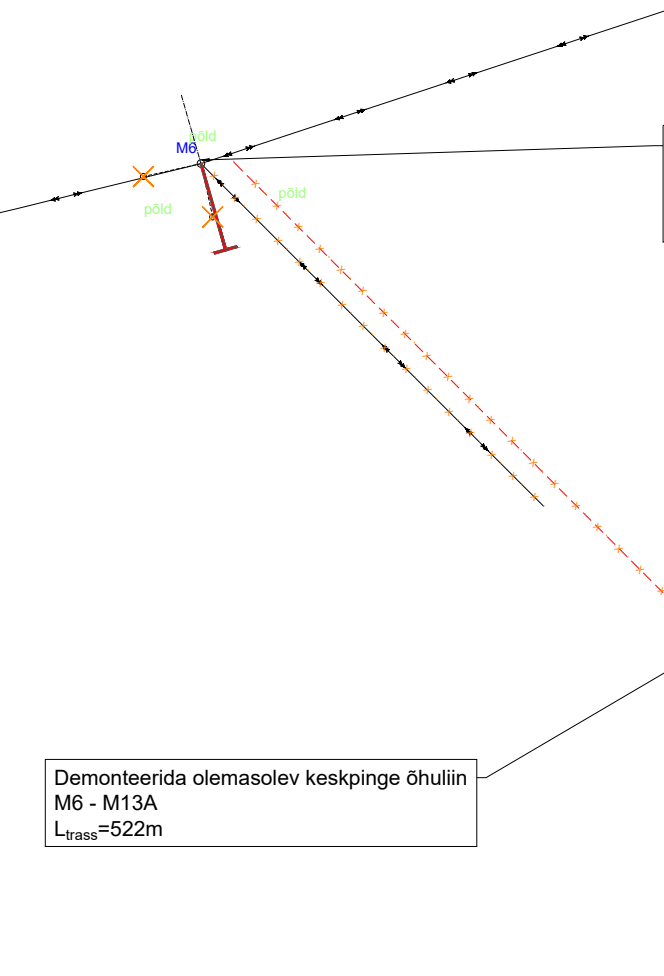 põld
M6
põld
põld
Demonteerida olemasolev keskpinge õhuliin
M6 - M13A
Ltrass=522m